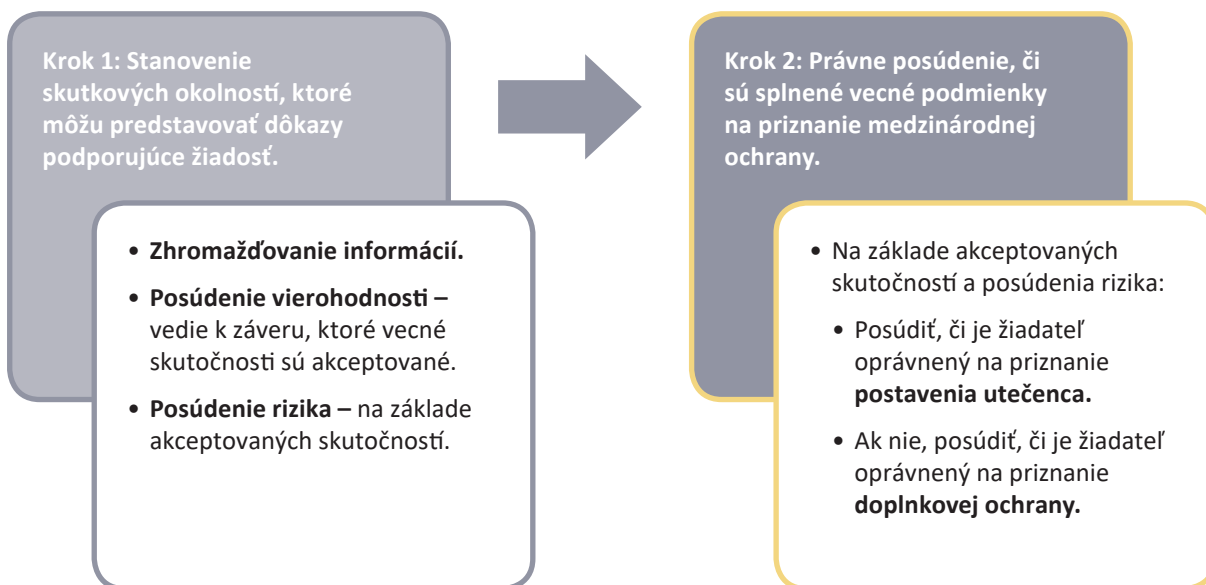 Krok 1: Stanovenie
skutkových okolností, ktoré
môžu predstavovať dôkazy
podporujúce žiadosť.
• Zhromažďovanie informácií.
• Posúdenie vierohodnosti –
vedie k záveru, ktoré vecné
skutočnosti sú akceptované.
• Posúdenie rizika – na základe
akceptovaných skutočností.
Krok 2: Právne posúdenie, či
sú splnené vecné podmienky
na priznanie medzinárodnej
ochrany.
• Na základe akceptovaných
skutočností a posúdenia rizika:
• Posúdiť, či je žiadateľ
oprávnený na priznanie
postavenia utečenca.
• Ak nie, posúdiť, či je žiadateľ
oprávnený na priznanie
doplnkovej ochrany.